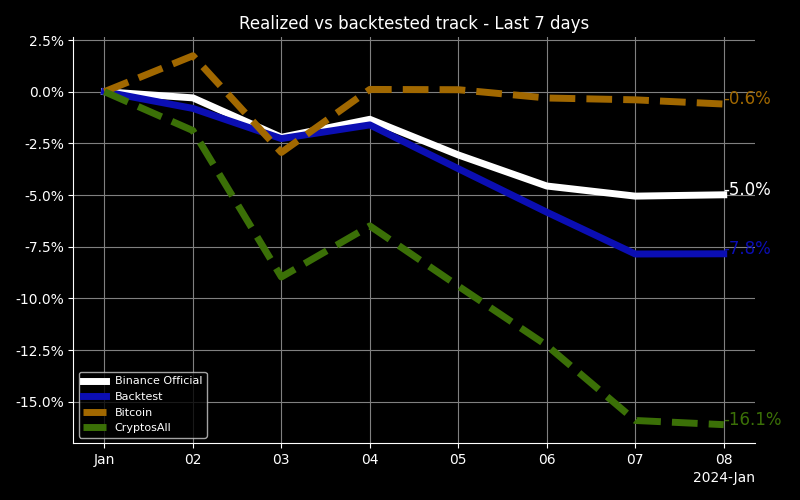 Realized vs backtested track - Last 7 days
2.5%
0.0%
-2.5%
-5.0%
-7.5%
-10.0%
-12.5%
-15.0%
-0.6%
-5.0%
-7.8%
-16.1%
Binance Official
Backtest
Bitcoin
CryptosAll
Jan 02 03 04 05 06 07 08
2024-Jan